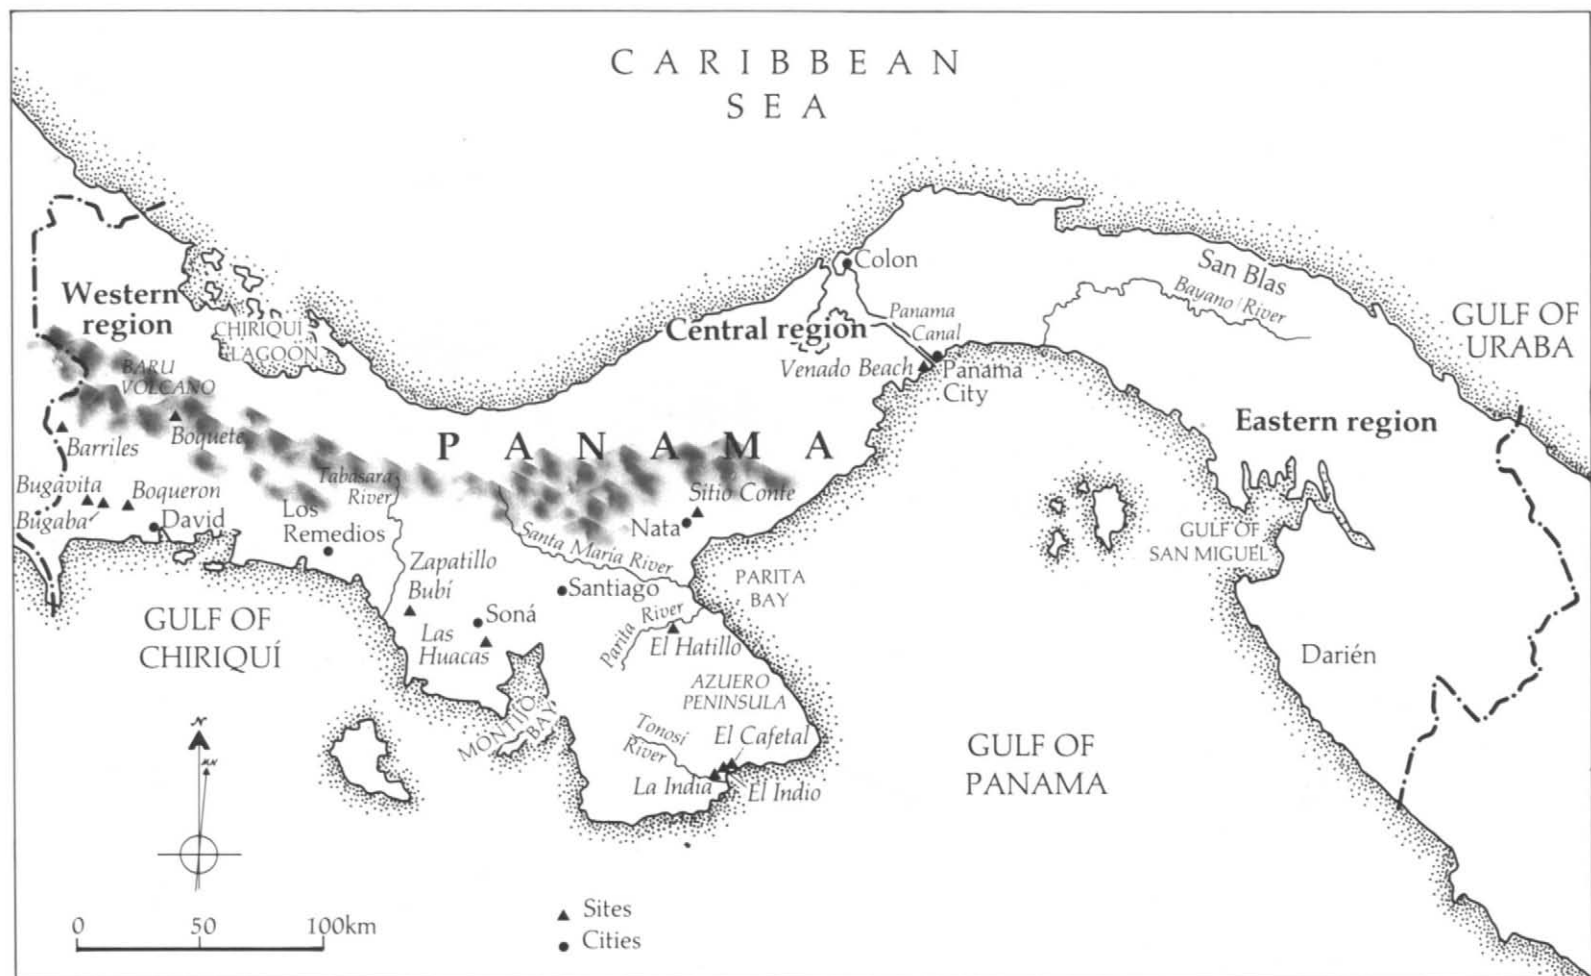 CARIBBEAN
SEA
Western
region
CHIRIQUÍ
LAGOON
BARU
VOLCANO
Barriles
Boquete
Bugavita
Bugaba
Boqueron
David
Los
Remedios
Tabasara
River
GULF OF
CHIRIQUÍ
Zapatillo
Bubí
Las
Huacas
Soná
Santiago
Santa María River
PANAMA
Sitio Conte
Nata
Central region
Colon
Panama
Canal
Venado Beach
Panama
City
PARITA
BAY
Parita River
El Hatillo
AZUERO
PENINSULA
MONTIJO
BAY
Tonosí
River
El Cafetal
La India
El Indio
San Blas
Bayano River
GULF OF
URABA
Eastern region
GULF OF
SAN MIGUEL
Darién
GULF OF
PANAMA
N
MN
0 50 100km
Sites
Cities